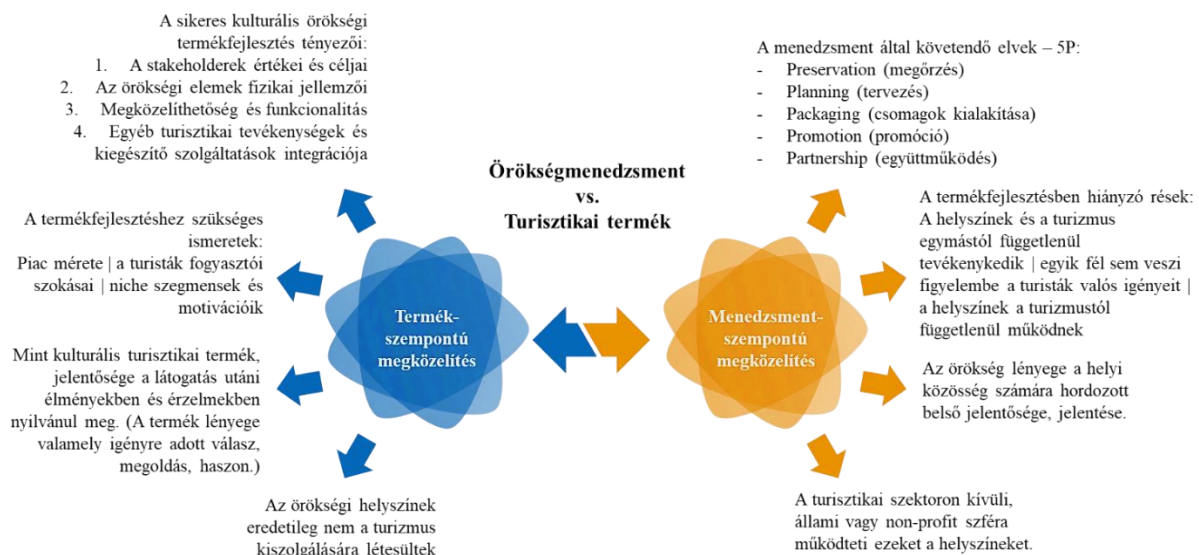 A sikeres kulturális örökségi
termékfejlesztés tényezői:
1. A stakeholderek értékei és céljai
2. Az örökségi elemek fizikai jellemzői
3. Megközelíthetőség és funkcionalitás
4. Egyéb turisztikai tevékenységek és
kiegészítő szolgáltatások integrációja
A termékfejlesztéshez szükséges
ismeretek:
Piac mérete | a turisták fogyasztói
szokásai | niche szegmensek és
motivációik
Mint kulturális turisztikai termék,
jelentősége a látogatás utáni
élményekben és érzelmekben
nyilvánul meg. (A termék lényege
valamely igényre adott válasz,
megoldás, haszon.)
Az örökségi helyszínek
eredetileg nem a turizmus
kiszolgálására létesültek
Örökségmenedzsment
vs.
Turisztikai termék
Termék-
szempontú
megközelítés
Menedzsment-
szempontú
megközelítés
A menedzsment által követendő elvek – 5P:
- Preservation (megőrzés)
- Planning (tervezés)
- Packaging (csomagok kialakítása)
- Promotion (promóció)
- Partnership (együttműködés)
A termékfejlesztésben hiányzó rések:
A helyszínek és a turizmus
egymástól függetlenül
tevékenykedik | egyik fél sem veszi
figyelembe a turisták valós igényeit |
a helyszínek a turizmustól
függetlenül működnek
Az örökség lényege a helyi
közösség számára hordozott
belső jelentősége, jelentése.
A turisztikai szektoron kívüli,
állami vagy non-profit szféra
működteti ezeket a helyszíneket.